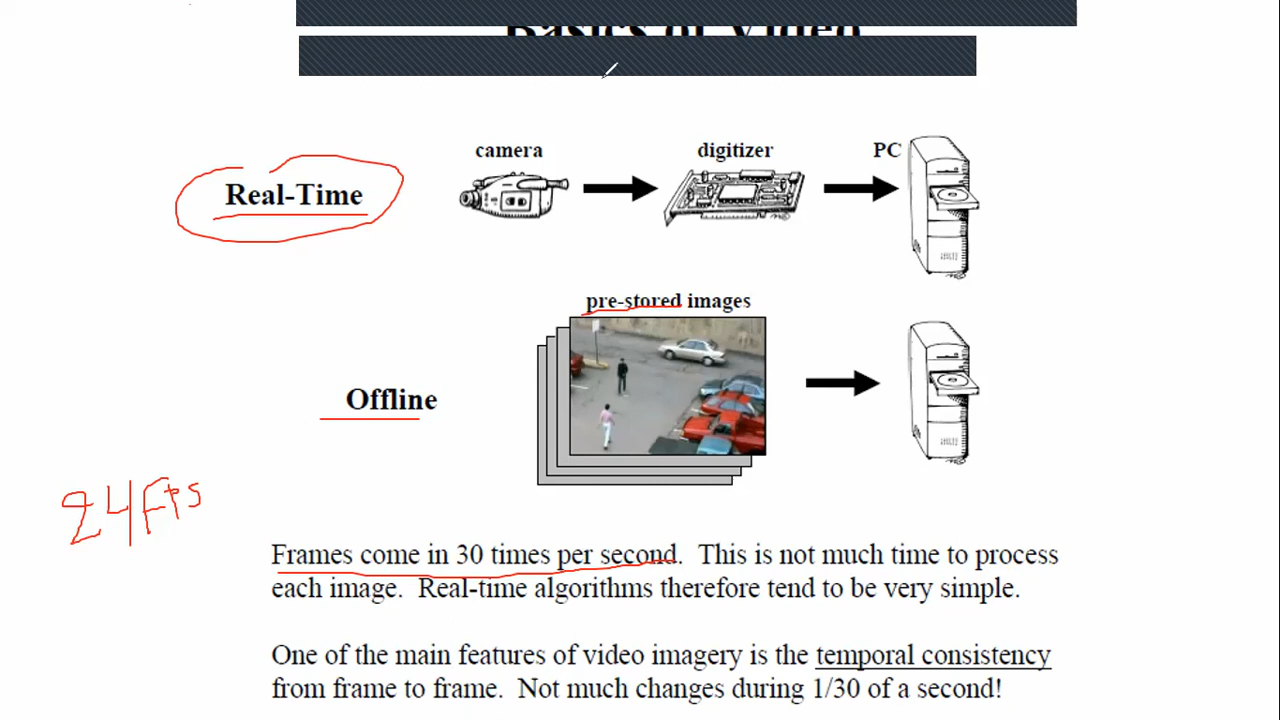 Basics of Video
camera
digitizer
PC
Real-Time
pre-stored images
Offline
24Fps
Frames come in 30 times per second. This is not much time to process
each image. Real-time algorithms therefore tend to be very simple.
One of the main features of video imagery is the temporal consistency
from frame to frame. Not much changes during 1/30 of a second!